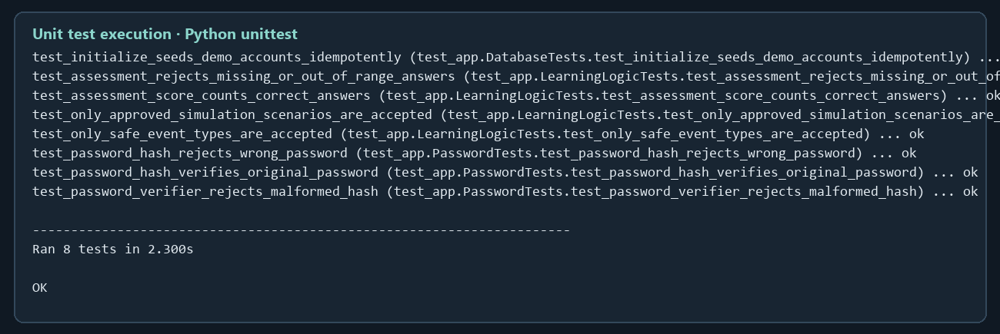 Unit test execution · Python unittest
test_initialize_seeds_demo_accounts_idempotently (test_app.DatabaseTests.test_initialize_seeds_demo_accounts_idempotently) ...
test_assessment_rejects_missing_or_out_of_range_answers (test_app.LearningLogicTests.test_assessment_rejects_missing_or_out_of
test_assessment_score_counts_correct_answers (test_app.LearningLogicTests.test_assessment_score_counts_correct_answers) ... ok
test_only_approved_simulation_scenarios_are_accepted (test_app.LearningLogicTests.test_only_approved_simulation_scenarios_are_
test_only_safe_event_types_are_accepted (test_app.LearningLogicTests.test_only_safe_event_types_are_accepted) ... ok
test_password_hash_rejects_wrong_password (test_app.PasswordTests.test_password_hash_rejects_wrong_password) ... ok
test_password_hash_verifies_original_password (test_app.PasswordTests.test_password_hash_verifies_original_password) ... ok
test_password_verifier_rejects_malformed_hash (test_app.PasswordTests.test_password_verifier_rejects_malformed_hash) ... ok
----------------------------------------------------------------------
Ran 8 tests in 2.300s
OK